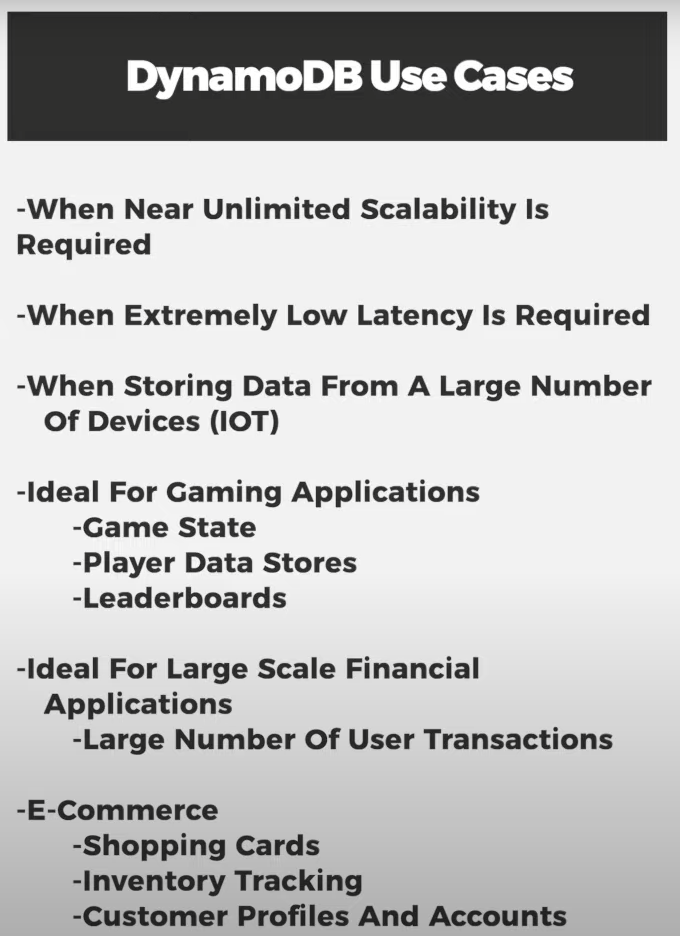 DynamoDB Use Cases
-When Near Unlimited Scalability Is
Required
-When Extremely Low Latency Is Required
-When Storing Data From A Large Number
Of Devices (IOT)
-Ideal For Gaming Applications
-Game State
-Player Data Stores
-Leaderboards
-Ideal For Large Scale Financial
Applications
-Large Number Of User Transactions
-E-Commerce
-Shopping Cards
-Inventory Tracking
-Customer Profiles And Accounts